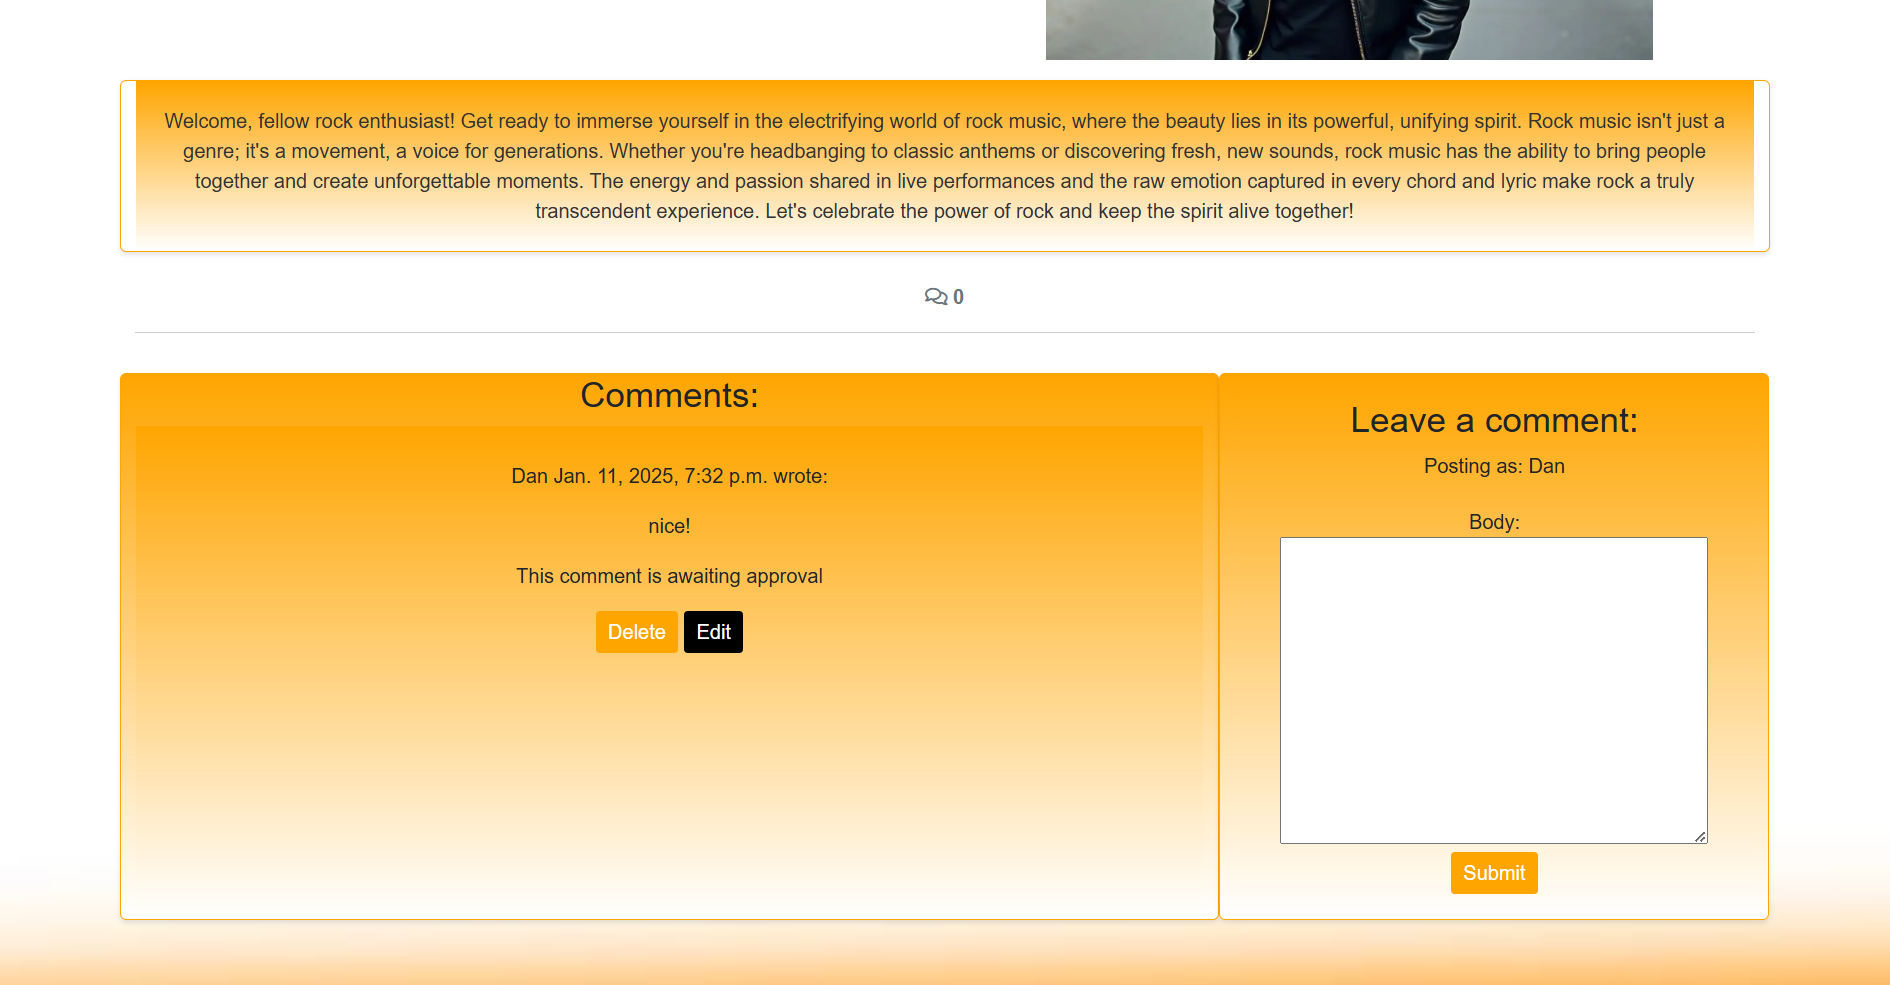 Welcome, fellow rock enthusiast! Get ready to immerse yourself in the electrifying world of rock music, where the beauty lies in its powerful, unifying spirit. Rock music isn't just a
genre; it's a movement, a voice for generations. Whether you're headbanging to classic anthems or discovering fresh, new sounds, rock music has the ability to bring people
together and create unforgettable moments. The energy and passion shared in live performances and the raw emotion captured in every chord and lyric make rock a truly
transcendent experience. Let's celebrate the power of rock and keep the spirit alive together!
0
Comments:
Dan Jan. 11, 2025, 7:32 p.m. wrote:
nice!
This comment is awaiting approval
Delete Edit
Leave a comment:
Posting as: Dan
Body:
Submit